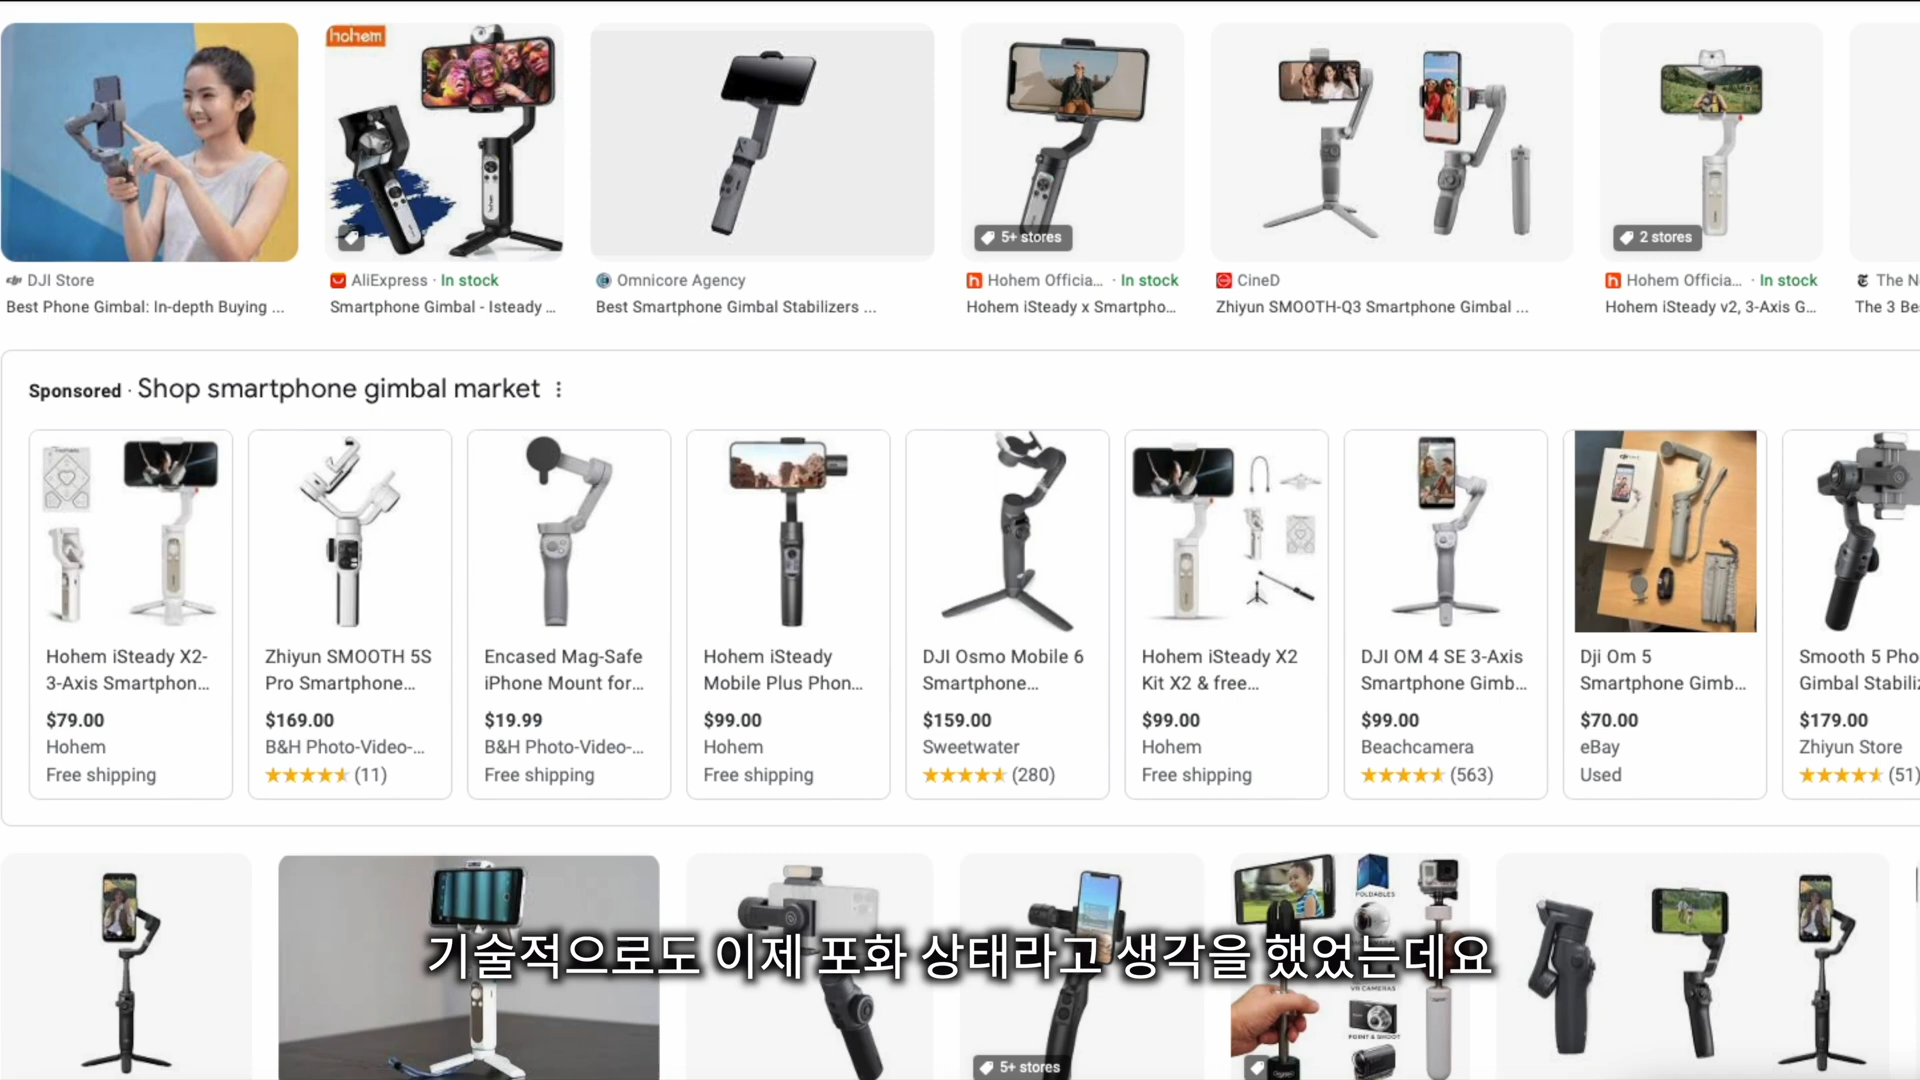 hohem
5+ stores
2 stores
DJI Store
Best Phone Gimbal: In-depth Buying ...
AliExpress · In stock
Smartphone Gimbal - Isteady ...
Omnicore Agency
Best Smartphone Gimbal Stabilizers ...
Hohem Officia... · In stock
Hohem iSteady x Smartpho...
CineD
Zhiyun SMOOTH-Q3 Smartphone Gimbal ...
Hohem Officia... · In stock
Hohem iSteady v2, 3-Axis G...
The N
The 3 Be
Sponsored · Shop smartphone gimbal market
Hohem iSteady X2-
3-Axis Smartphon...
$79.00
Hohem
Free shipping
Zhiyun SMOOTH 5S
Pro Smartphone...
$169.00
B&H Photo-Video-...
(11)
Encased Mag-Safe
iPhone Mount for...
$19.99
B&H Photo-Video-...
Free shipping
Hohem iSteady
Mobile Plus Phon...
$99.00
Hohem
Free shipping
DJI Osmo Mobile 6
Smartphone...
$159.00
Sweetwater
(280)
Hohem iSteady X2
Kit X2 & free...
$99.00
Hohem
Free shipping
DJI OM 4 SE 3-Axis
Smartphone Gimb...
$99.00
Beachcamera
(563)
Dji Om 5
Smartphone Gimb...
$70.00
eBay
Used
Smooth 5 Pho
Gimbal Stabiliz
$179.00
Zhiyun Store
(51)
FOLDABLES
기술적으로도 이제 포화 상태라고 생각을 했었는데요
VR CAMERAS
POINT & SHOOT
5+ stores